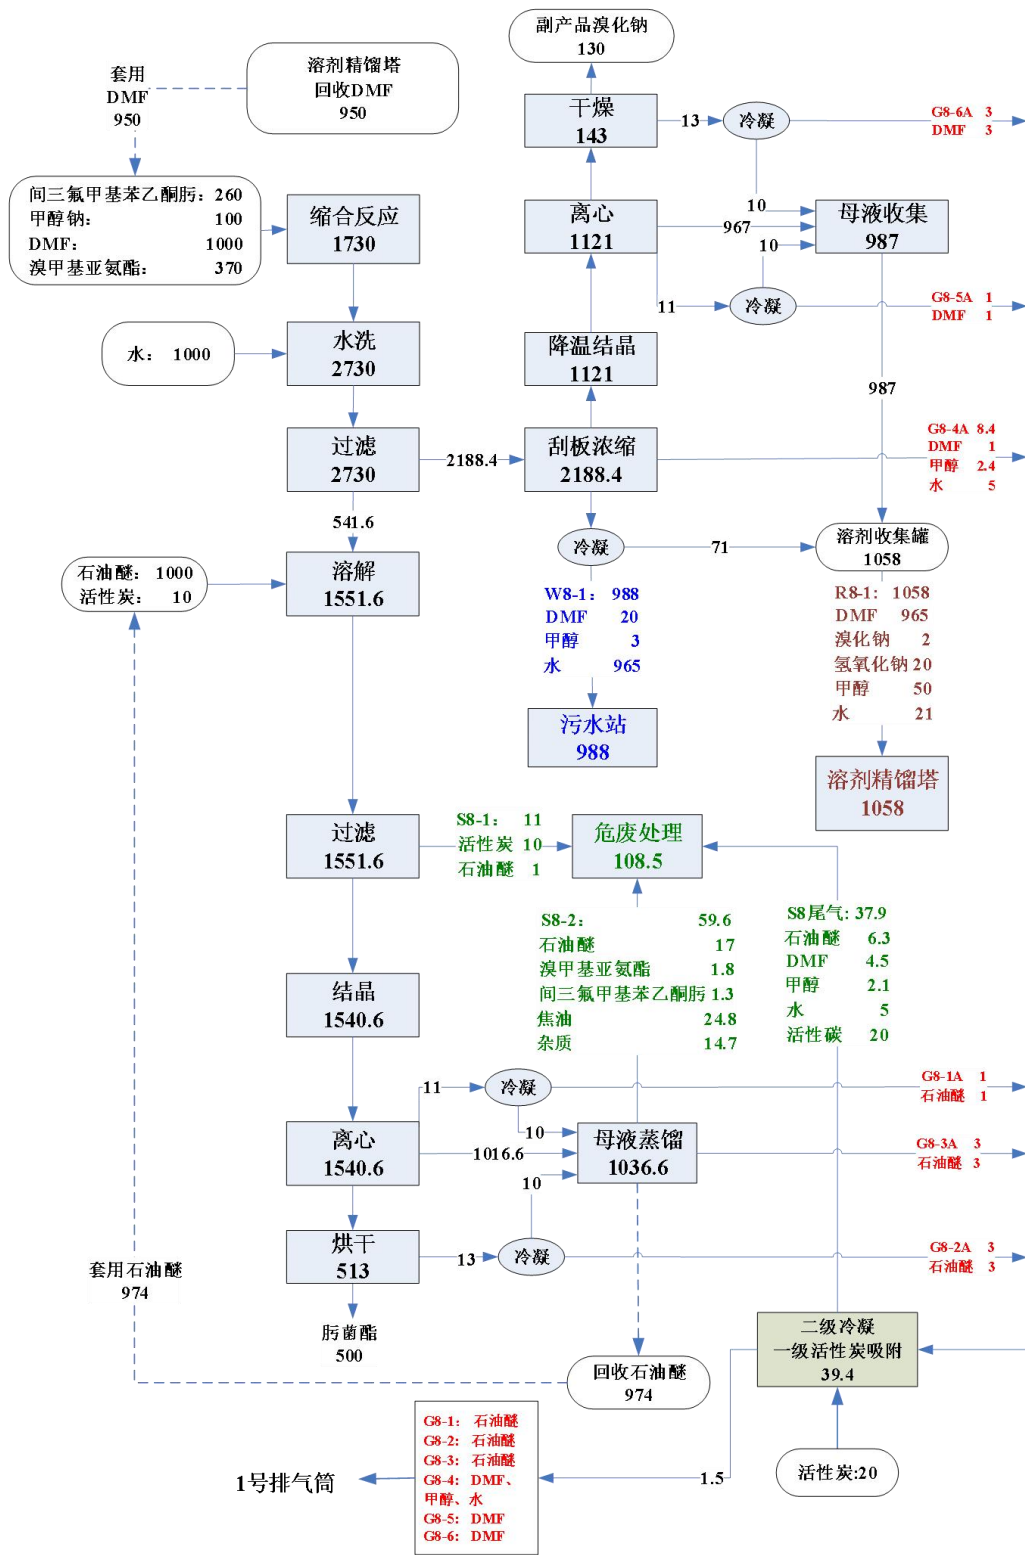 副产品溴化钠
130
溶剂精馏塔
回收DMF
950
套用
DMF
950
干燥
143
13
冷凝
G8-6A 3
DMF 3
间三氟甲基苯乙酮肟: 260
甲醇钠: 100
DMF: 1000
溴甲基亚氨酯: 370
缩合反应
1730
离心
1121
10
967
10
母液收集
987
11
冷凝
G8-5A 1
DMF 1
水: 1000
水洗
2730
降温结晶
1121
987
过滤
2730
2188.4
刮板浓缩
2188.4
G8-4A 8.4
DMF 1
甲醇 2.4
水 5
541.6
冷凝
71
溶剂收集罐
1058
石油醚: 1000
活性炭: 10
溶解
1551.6
W8-1: 988
DMF 20
甲醇 3
水 965
R8-1: 1058
DMF 965
溴化钠 2
氢氧化钠 20
甲醇 50
水 21
污水站
988
溶剂精馏塔
1058
过滤
1551.6
S8-1: 11
活性炭 10
石油醚 1
危废处理
108.5
S8-2: 59.6
石油醚 17
溴甲基亚氨酯 1.8
间三氟甲基苯乙酮肟 1.3
焦油 24.8
杂质 14.7
S8尾气: 37.9
石油醚 6.3
DMF 4.5
甲醇 2.1
水 5
活性碳 20
结晶
1540.6
11
冷凝
G8-1A 1
石油醚 1
离心
1540.6
10
1016.6
10
母液蒸馏
1036.6
G8-3A 3
石油醚 3
烘干
513
13
冷凝
G8-2A 3
石油醚 3
套用石油醚
974
肟菌酯
500
二级冷凝
一级活性炭吸附
39.4
回收石油醚
974
G8-1: 石油醚
G8-2: 石油醚
G8-3: 石油醚
G8-4: DMF、
甲醇、水
G8-5: DMF
G8-6: DMF
1号排气筒
1.5
活性炭:20